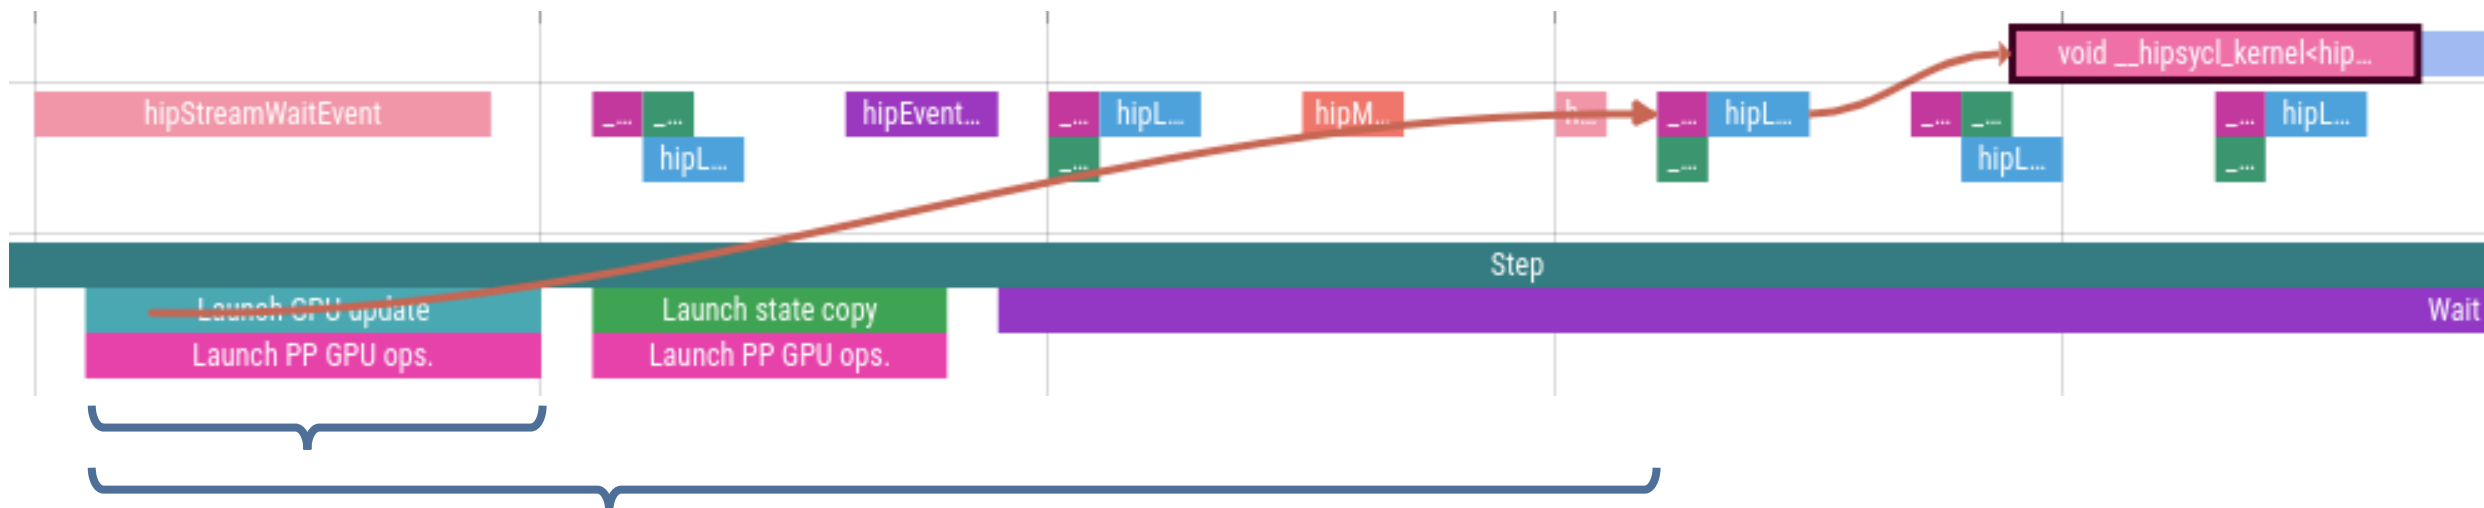 void __hipsycl_kernel<hip...
hipStreamWaitEvent _... _... hipEvent... _... hipL... hipM... h... _... hipL... _... _... _... hipL...
hipL... _... _... hipL... _...
Step
Launch GPU update Launch state copy Wait
Launch PP GPU ops. Launch PP GPU ops.